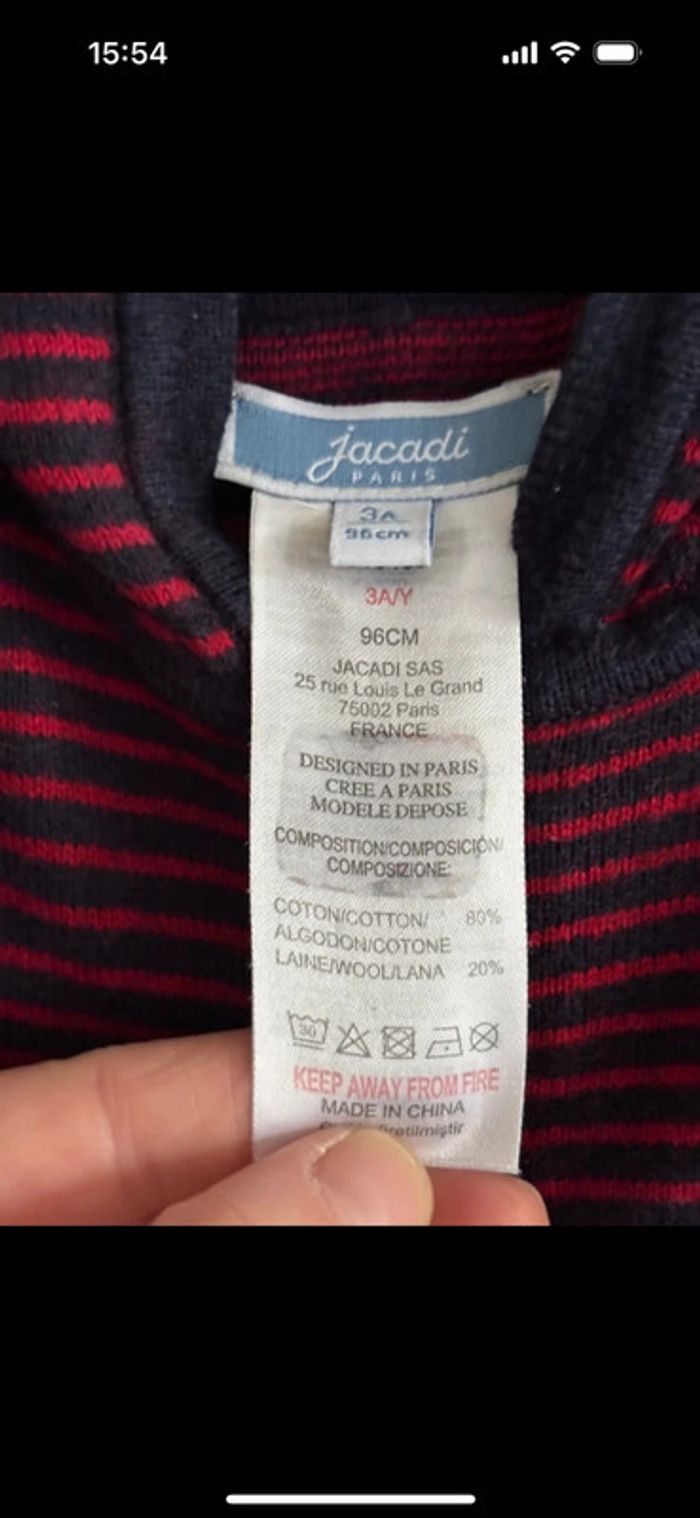 15:54
jacadi
PARIS
3A
96cm
3A/Y
96CM
JACADI SAS
25 rue Louis Le Grand
75002 Paris
FRANCE
DESIGNED IN PARIS
CREE A PARIS
MODELE DEPOSE
COMPOSITION/COMPOSICIÓN/
COMPOSIZIONE:
COTON/COTTON/ 80%
ALGODON/COTONE
LAINE/WOOL/LANA 20%
30
KEEP AWAY FROM FIRE
MADE IN CHINA